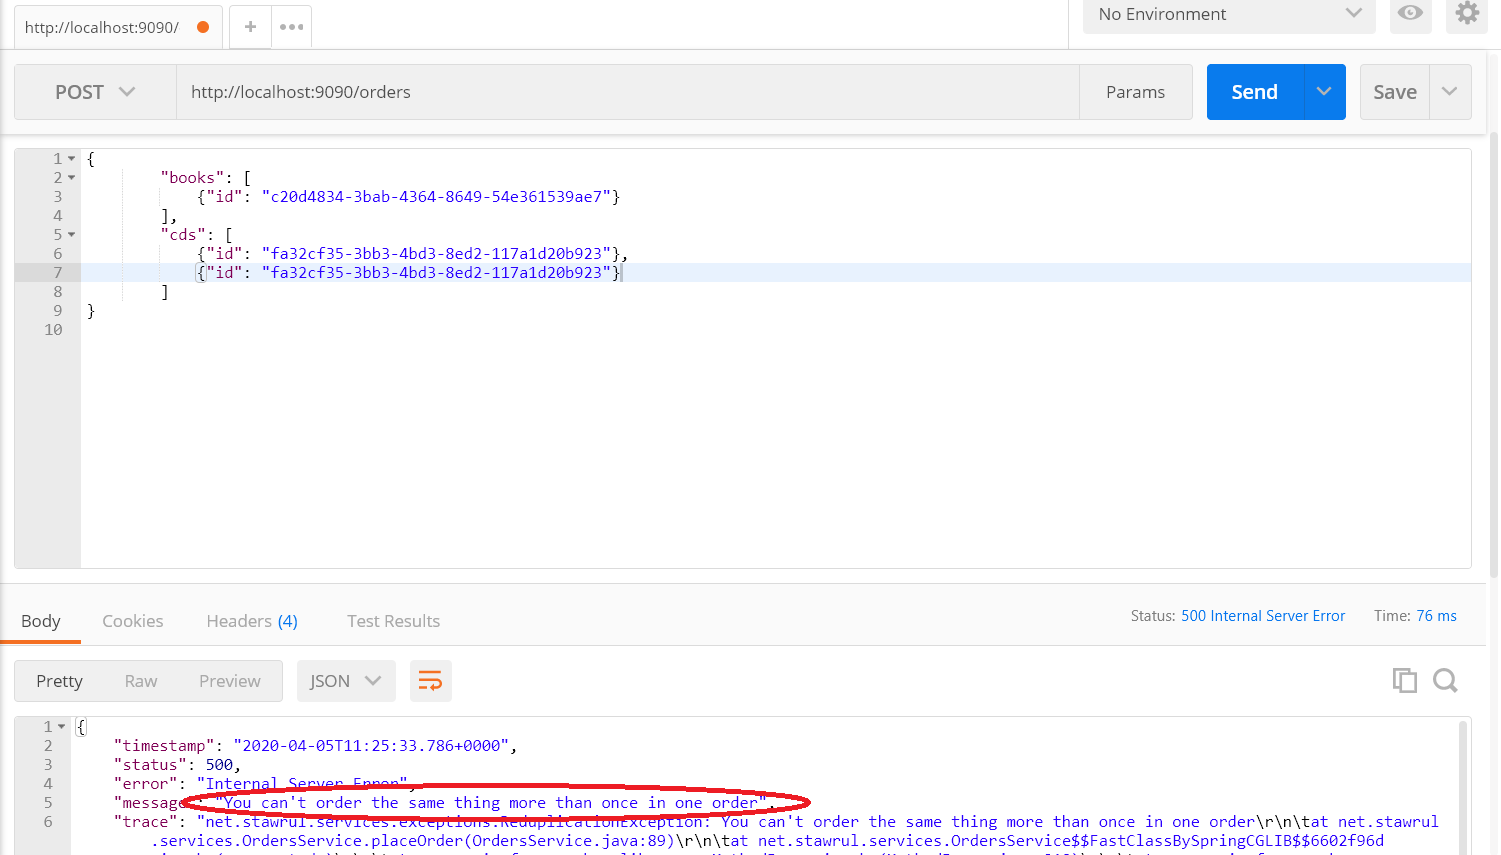 http://localhost:9090/ + ••• No Environment
POST http://localhost:9090/orders Params Send Save
1 {
2 "books": [
3 {"id": "c20d4834-3bab-4364-8649-54e361539ae7"}
4 ],
5 "cds": [
6 {"id": "fa32cf35-3bb3-4bd3-8ed2-117a1d20b923"},
7 {"id": "fa32cf35-3bb3-4bd3-8ed2-117a1d20b923"}
8 ]
9 }
10
Body Cookies Headers (4) Test Results Status: 500 Internal Server Error Time: 76 ms
Pretty Raw Preview JSON
1 {
2 "timestamp": "2020-04-05T11:25:33.786+0000",
3 "status": 500,
4 "error": "Internal Server Error",
5 "message": "You can't order the same thing more than once in one order",
6 "trace": "net.stawrul.services.exceptions.ReduplicationException: You can't order the same thing more than once in one order\r\n\tat net.stawrul
.services.OrdersService.placeOrder(OrdersService.java:89)\r\n\tat net.stawrul.services.OrdersService$$FastClassBySpringCGLIB$$6602f96d